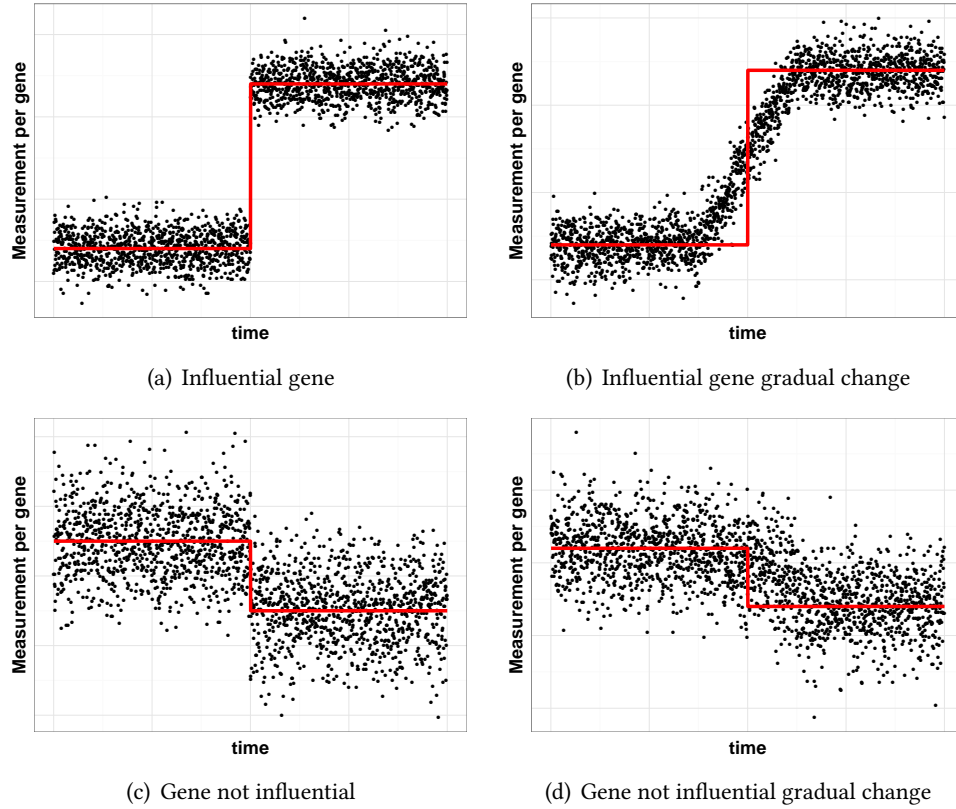 Measurement per gene
time
(a) Influential gene
Measurement per gene
time
(b) Influential gene gradual change
Measurement per gene
time
(c) Gene not influential
Measurement per gene
time
(d) Gene not influential gradual change